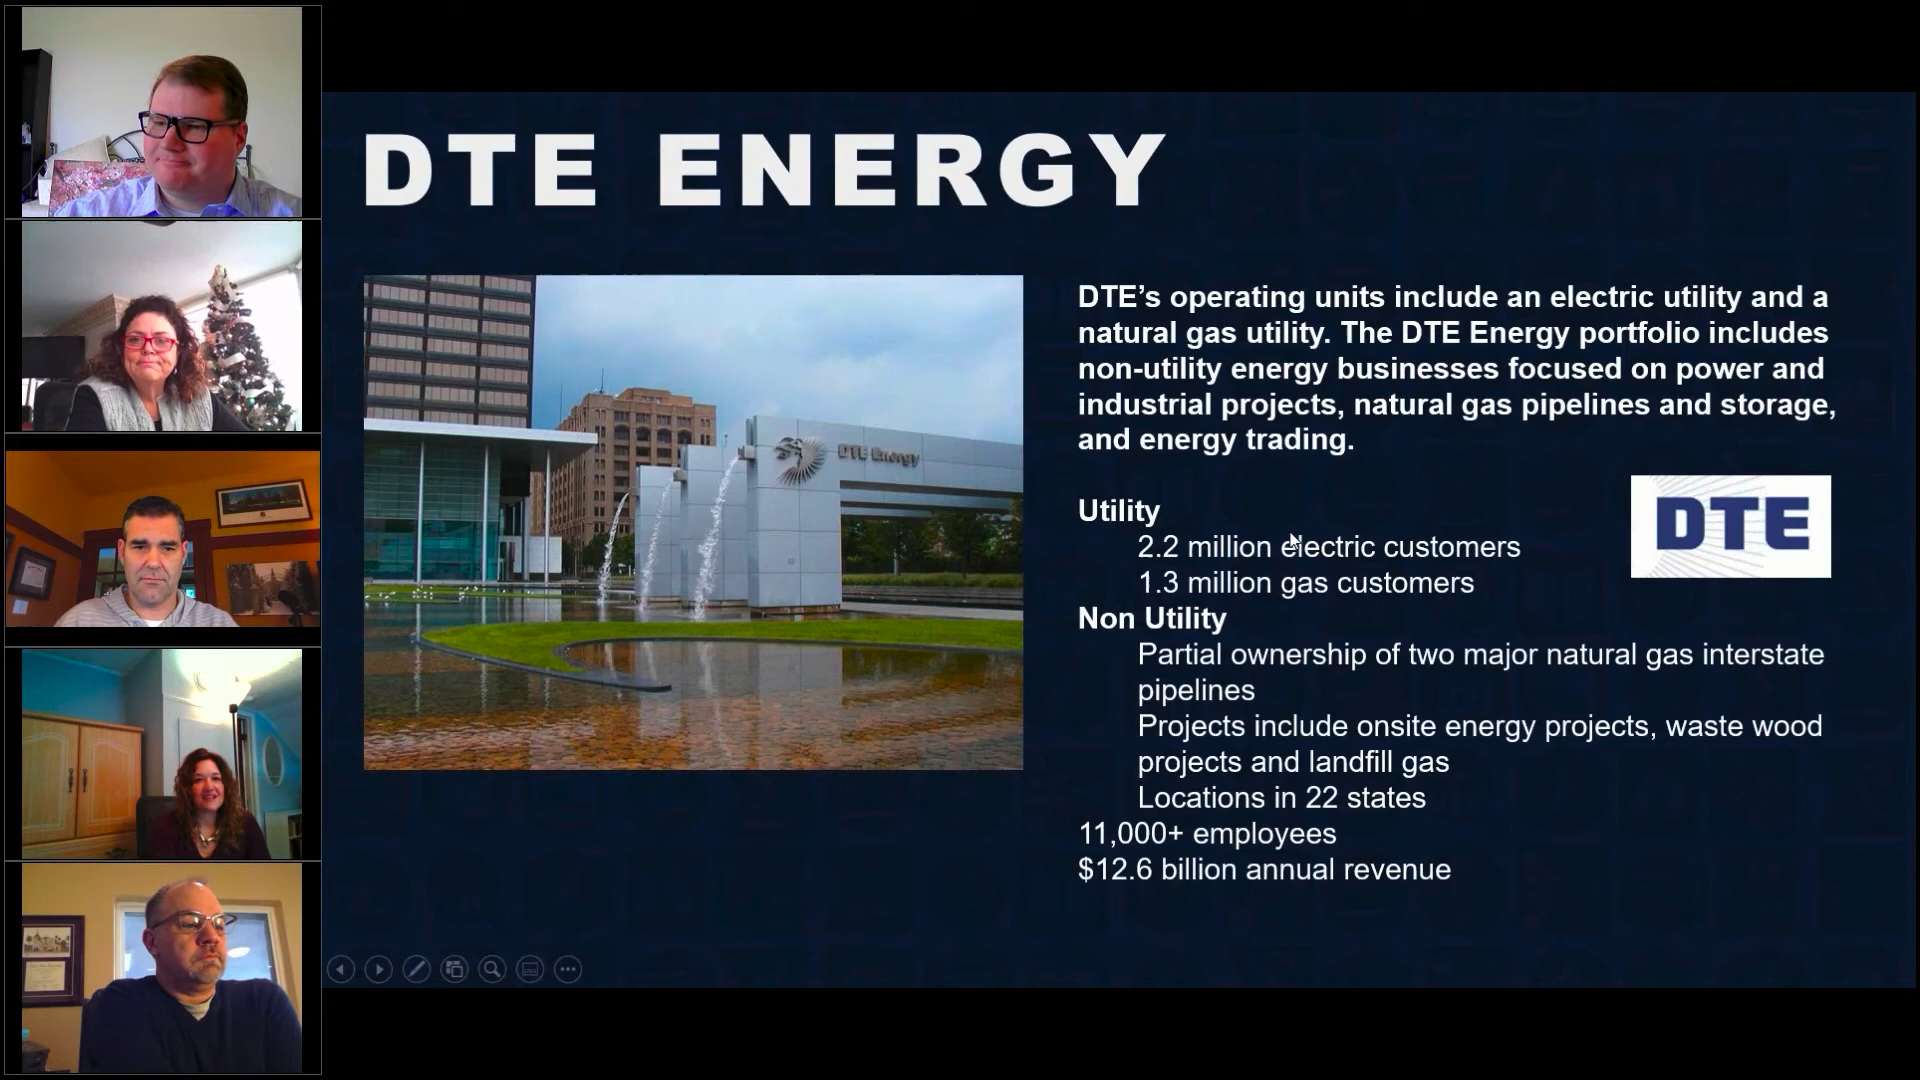 DTE ENERGY
DTE Energy
DTE's operating units include an electric utility and a
natural gas utility. The DTE Energy portfolio includes
non-utility energy businesses focused on power and
industrial projects, natural gas pipelines and storage,
and energy trading.
DTE
Utility
2.2 million electric customers
1.3 million gas customers
Non Utility
Partial ownership of two major natural gas interstate
pipelines
Projects include onsite energy projects, waste wood
projects and landfill gas
Locations in 22 states
11,000+ employees
$12.6 billion annual revenue